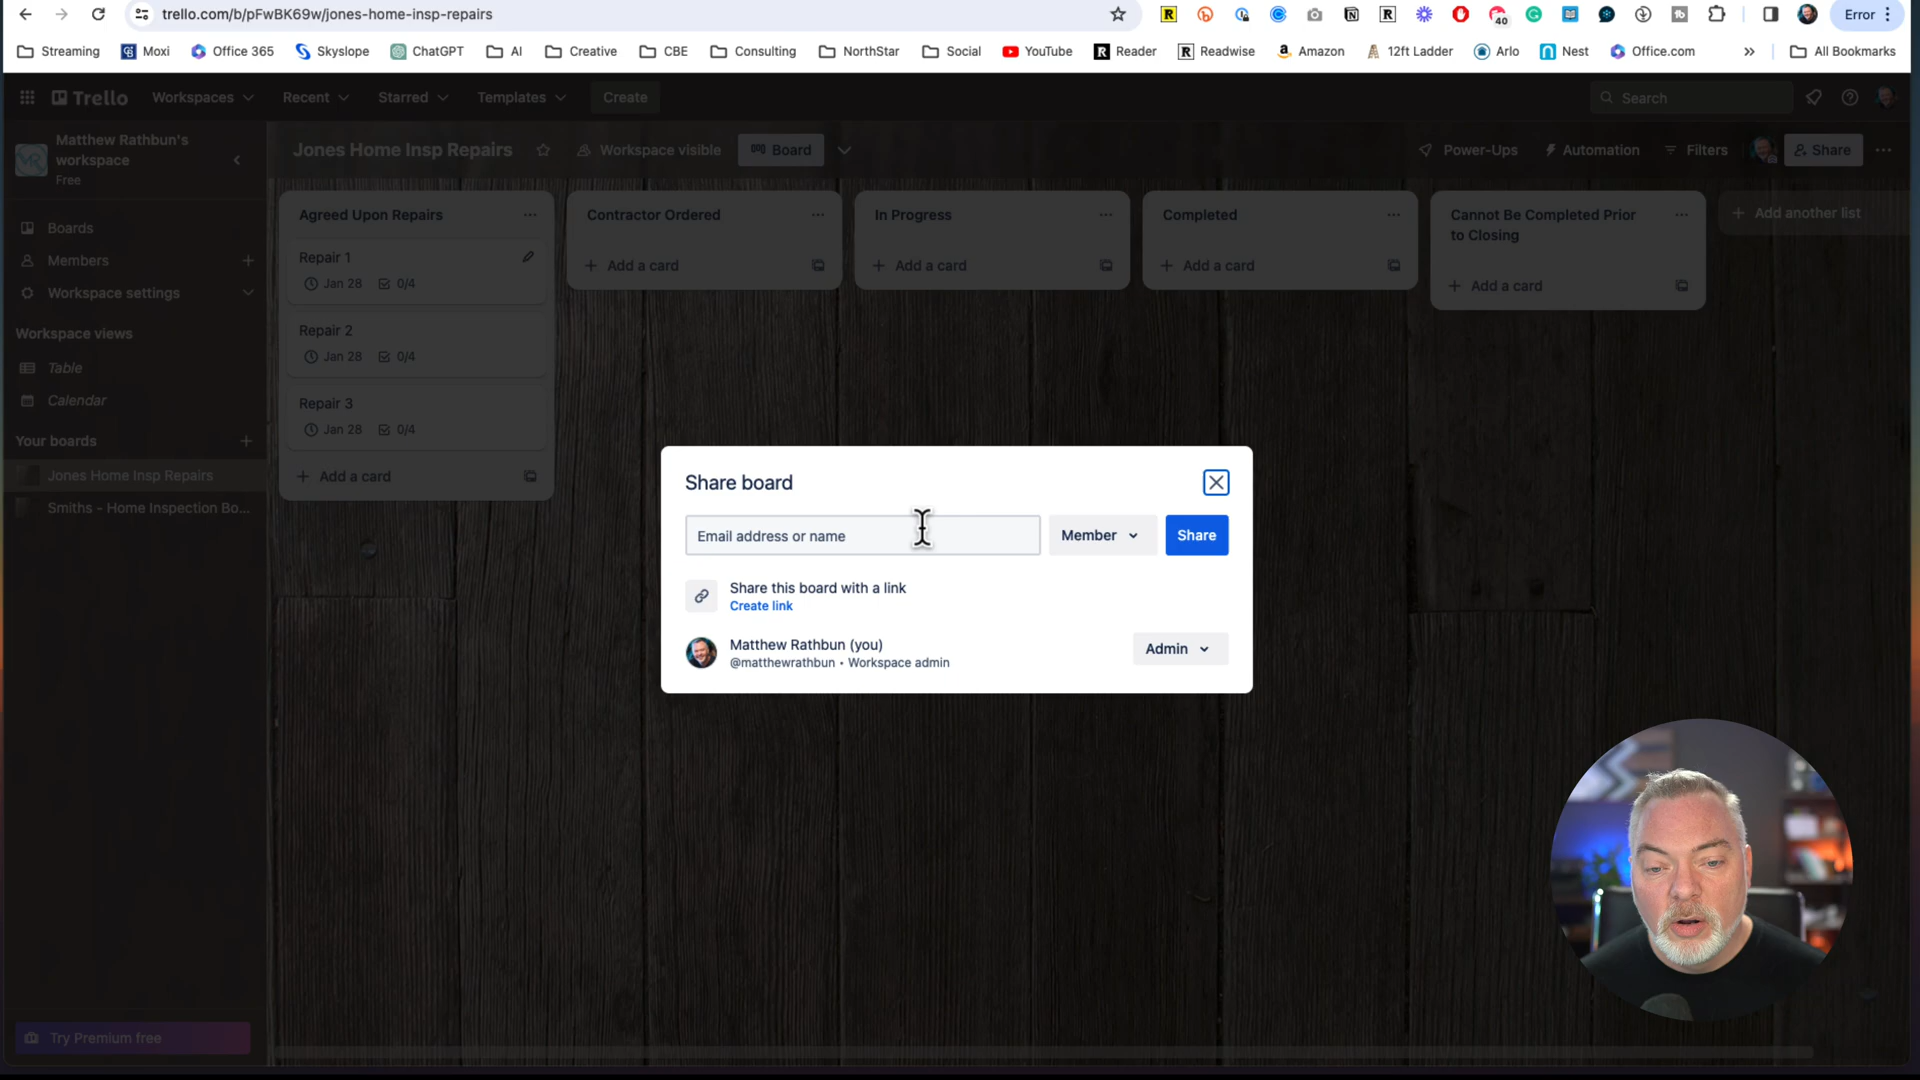 trello.com/b/pFwBK69w/jones-home-insp-repairs
40
Error
Streaming
Moxi
Office 365
Skyslope
ChatGPT
AI
Creative
CBE
Consulting
NorthStar
Social
YouTube
Reader
Readwise
Amazon
12ft Ladder
Arlo
Nest
Office.com
»
All Bookmarks
Trello
Workspaces
Recent
Starred
Templates
Create
Search
Matthew Rathbun's
workspace
Free
Jones Home Insp Repairs
Workspace visible
Board
Power-Ups
Automation
Filters
Share
Boards
Members
Workspace settings
Workspace views
Table
Calendar
Your boards
Jones Home Insp Repairs
Smiths - Home Inspection Bo...
Try Premium free
Agreed Upon Repairs
Repair 1
Jan 28 0/4
Repair 2
Jan 28 0/4
Repair 3
Jan 28 0/4
+ Add a card
Contractor Ordered
+ Add a card
In Progress
+ Add a card
Completed
+ Add a card
Cannot Be Completed Prior
to Closing
+ Add a card
+ Add another list
Share board
Email address or name
Member
Share
Share this board with a link
Create link
Matthew Rathbun (you)
@matthewrathbun • Workspace admin
Admin